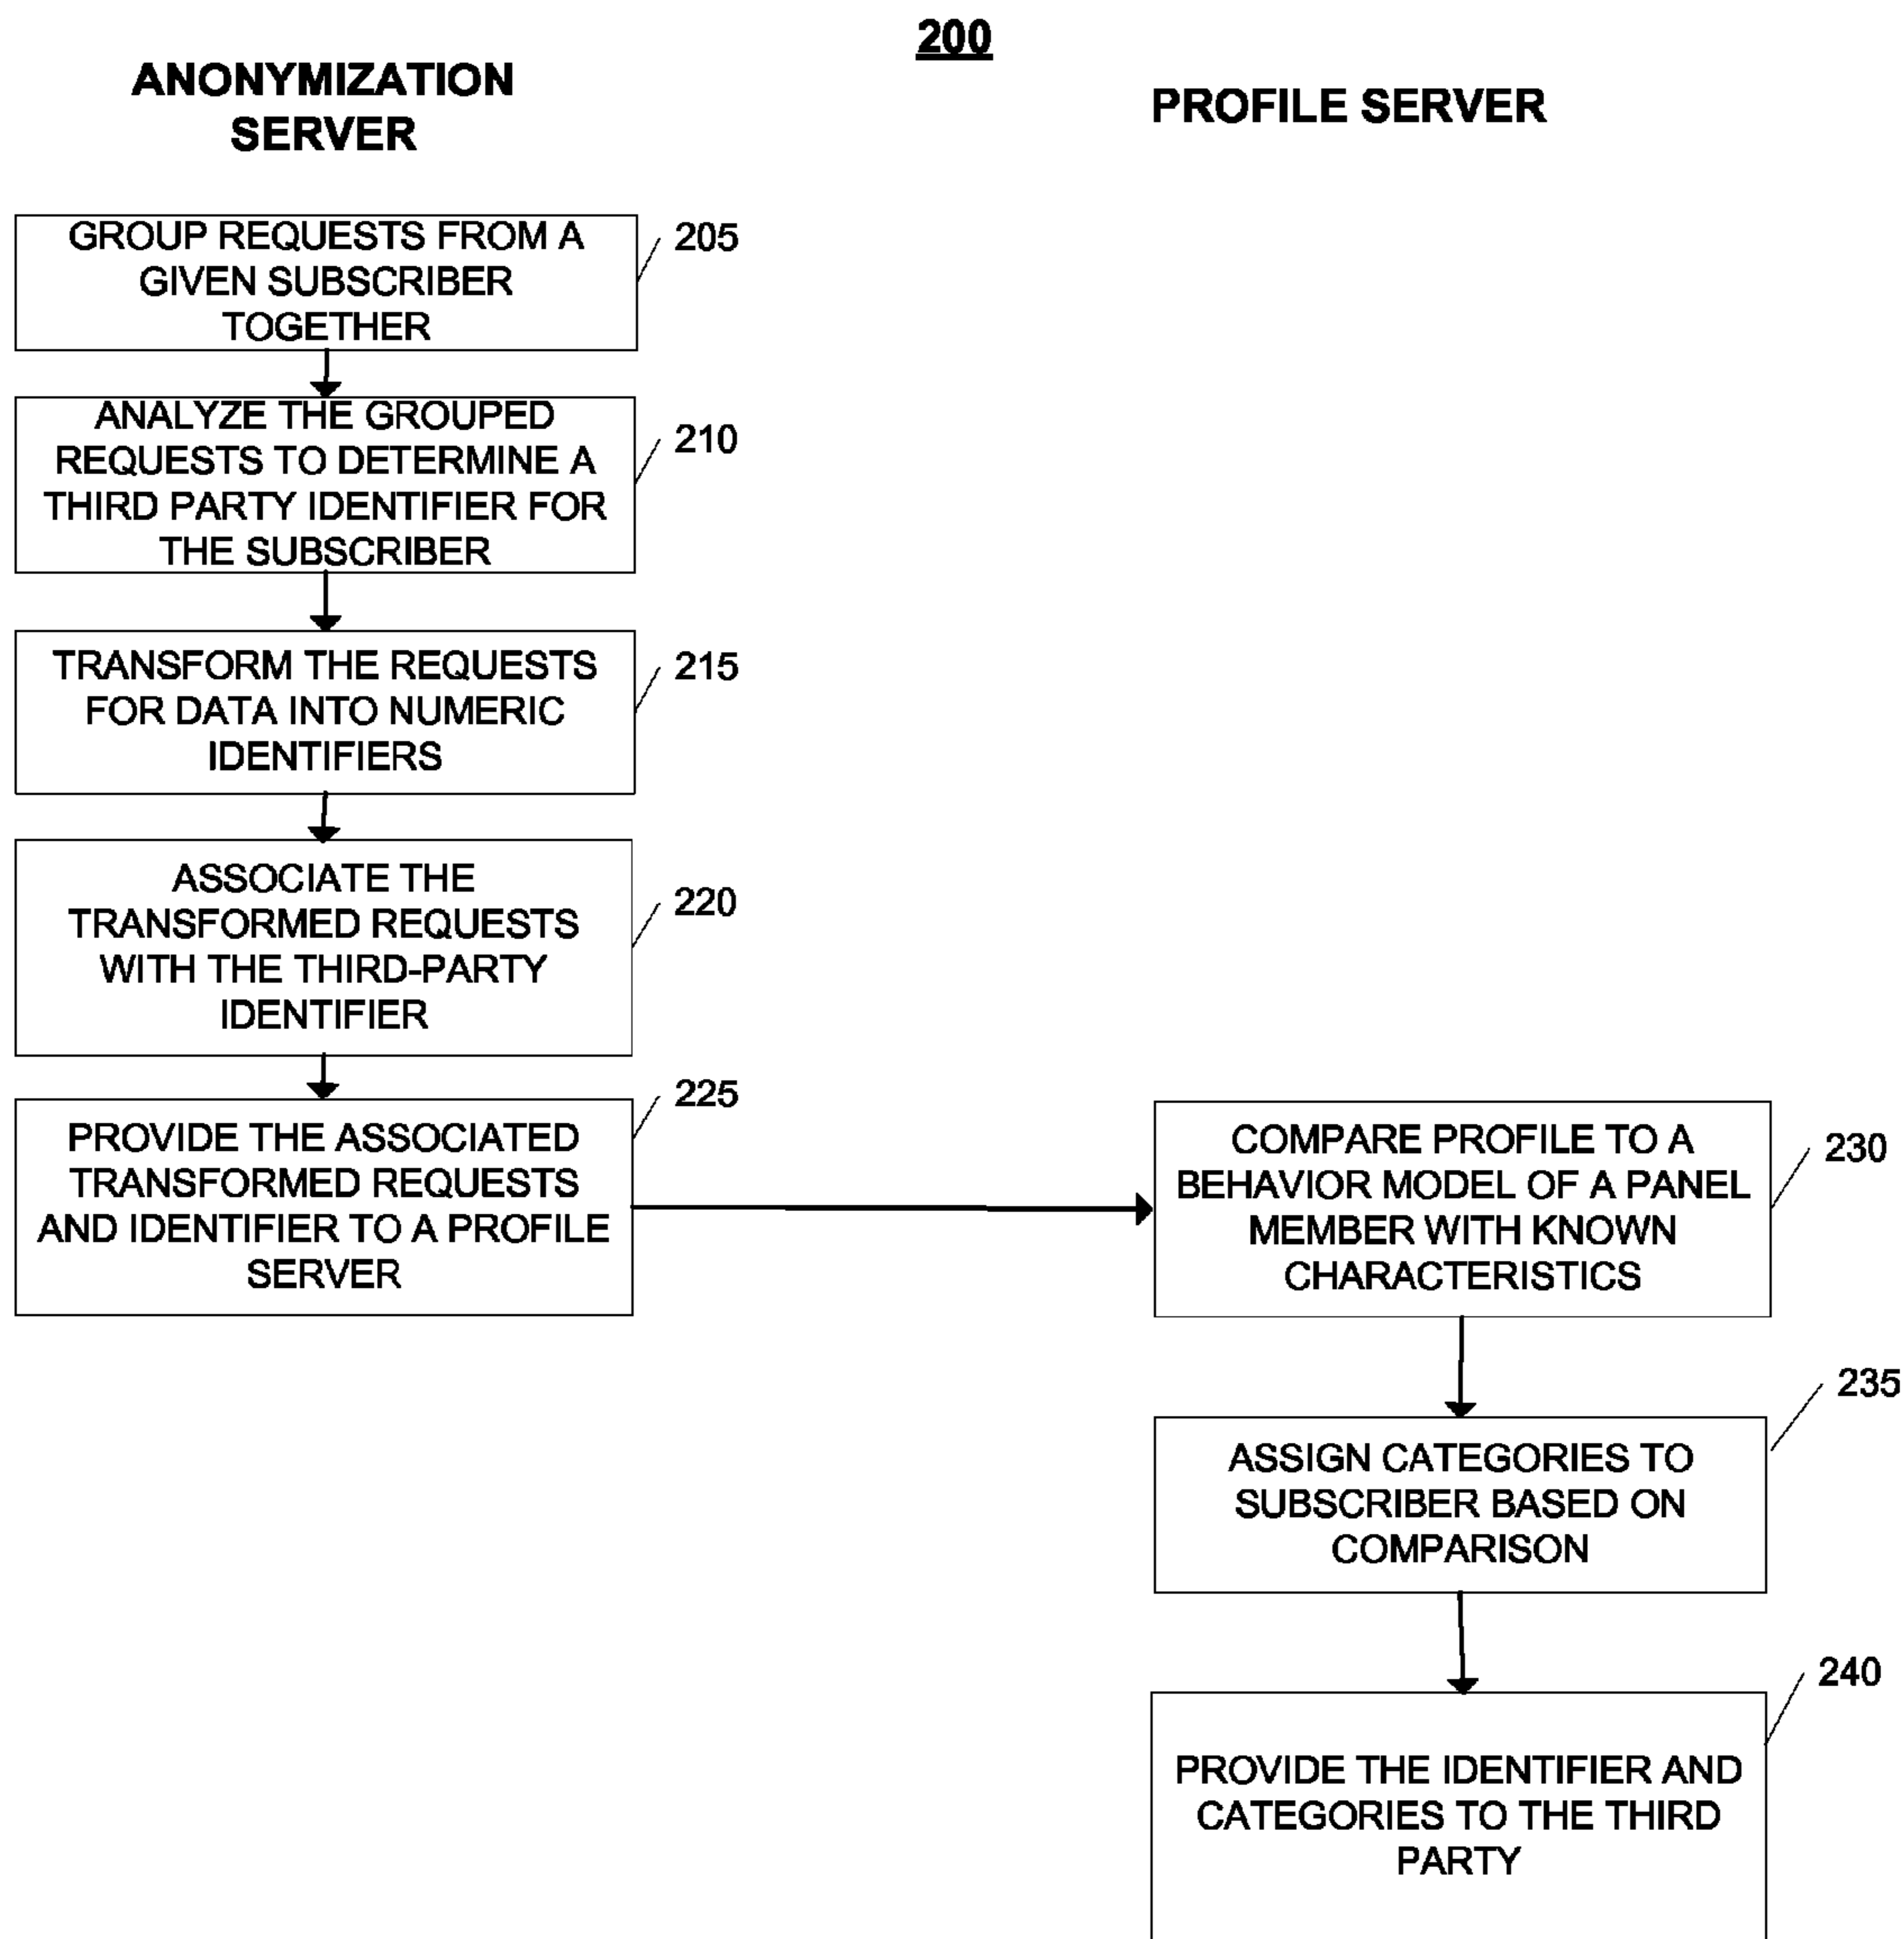 200
ANONYMIZATION
SERVER
PROFILE SERVER
GROUP REQUESTS FROM A
GIVEN SUBSCRIBER
TOGETHER
205
ANALYZE THE GROUPED
REQUESTS TO DETERMINE A
THIRD PARTY IDENTIFIER FOR
THE SUBSCRIBER
210
TRANSFORM THE REQUESTS
FOR DATA INTO NUMERIC
IDENTIFIERS
215
ASSOCIATE THE
TRANSFORMED REQUESTS
WITH THE THIRD-PARTY
IDENTIFIER
220
PROVIDE THE ASSOCIATED
TRANSFORMED REQUESTS
AND IDENTIFIER TO A PROFILE
SERVER
225
COMPARE PROFILE TO A
BEHAVIOR MODEL OF A PANEL
MEMBER WITH KNOWN
CHARACTERISTICS
230
ASSIGN CATEGORIES TO
SUBSCRIBER BASED ON
COMPARISON
235
PROVIDE THE IDENTIFIER AND
CATEGORIES TO THE THIRD
PARTY
240